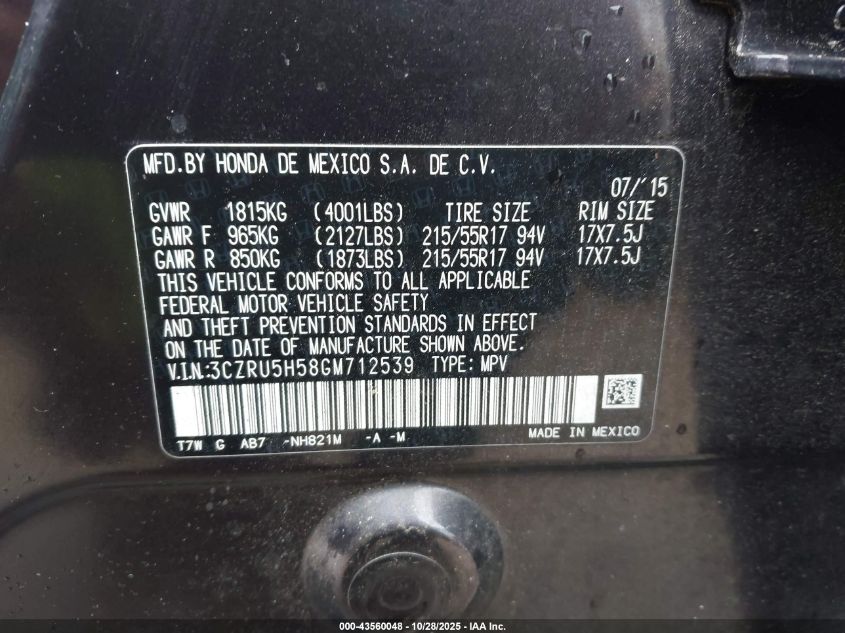 MFD.BY HONDA DE MEXICO S.A. DE C.V.
07/'15
GVWR 1815KG (4001LBS) TIRE SIZE RIM SIZE
GAWR F 965KG (2127LBS) 215/55R17 94V 17X7.5J
GAWR R 850KG (1873LBS) 215/55R17 94V 17X7.5J
THIS VEHICLE CONFORMS TO ALL APPLICABLE
FEDERAL MOTOR VEHICLE SAFETY
AND THEFT PREVENTION STANDARDS IN EFFECT
ON THE DATE OF MANUFACTURE SHOWN ABOVE.
V.I.N.:3CZRU5H58GM712539 TYPE: MPV
T7W G AB7 -NH821M -A -M MADE IN MEXICO
000-43560048 - 10/28/2025 - IAA Inc.